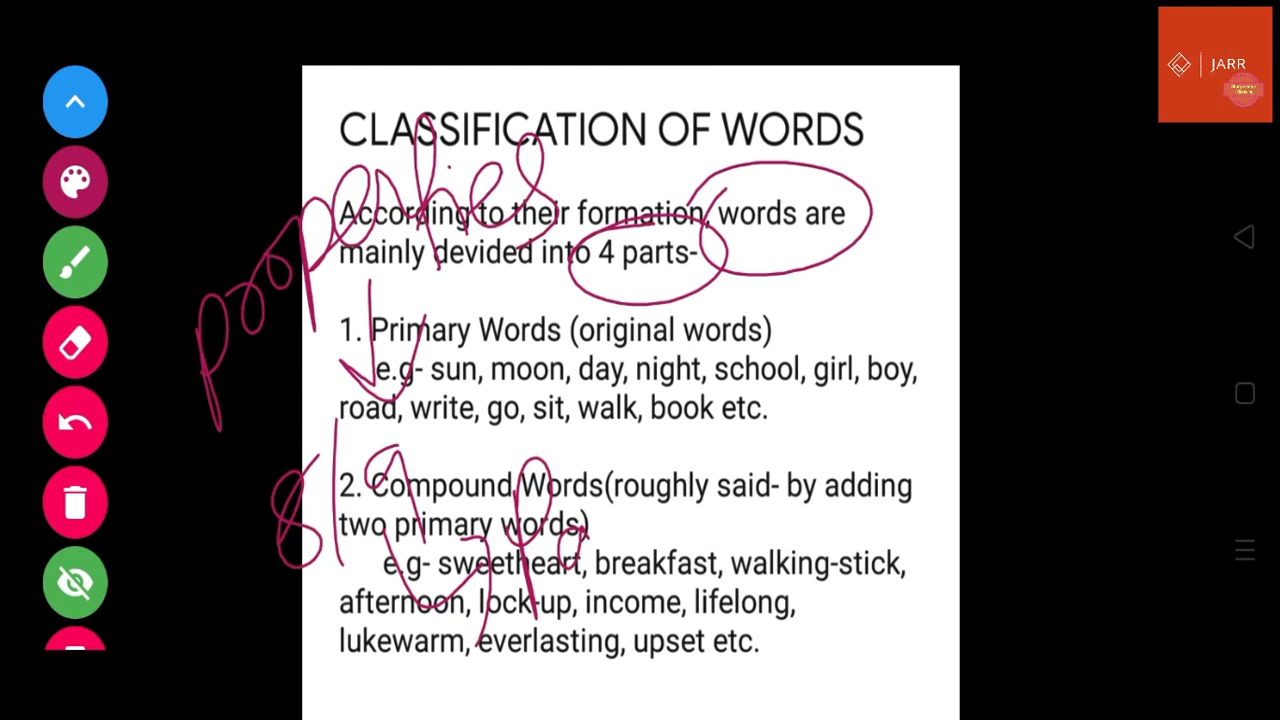 JARR
CLASSIFICATION OF WORDS
properties
According to their formation, words are
mainly devided into 4 parts-
1. Primary Words (original words)
e.g- sun, moon, day, night, school, girl, boy,
road, write, go, sit, walk, book etc.
2. Compound Words(roughly said- by adding
two primary words)
e.g- sweetheart, breakfast, walking-stick,
afternoon, lock-up, income, lifelong,
lukewarm, everlasting, upset etc.